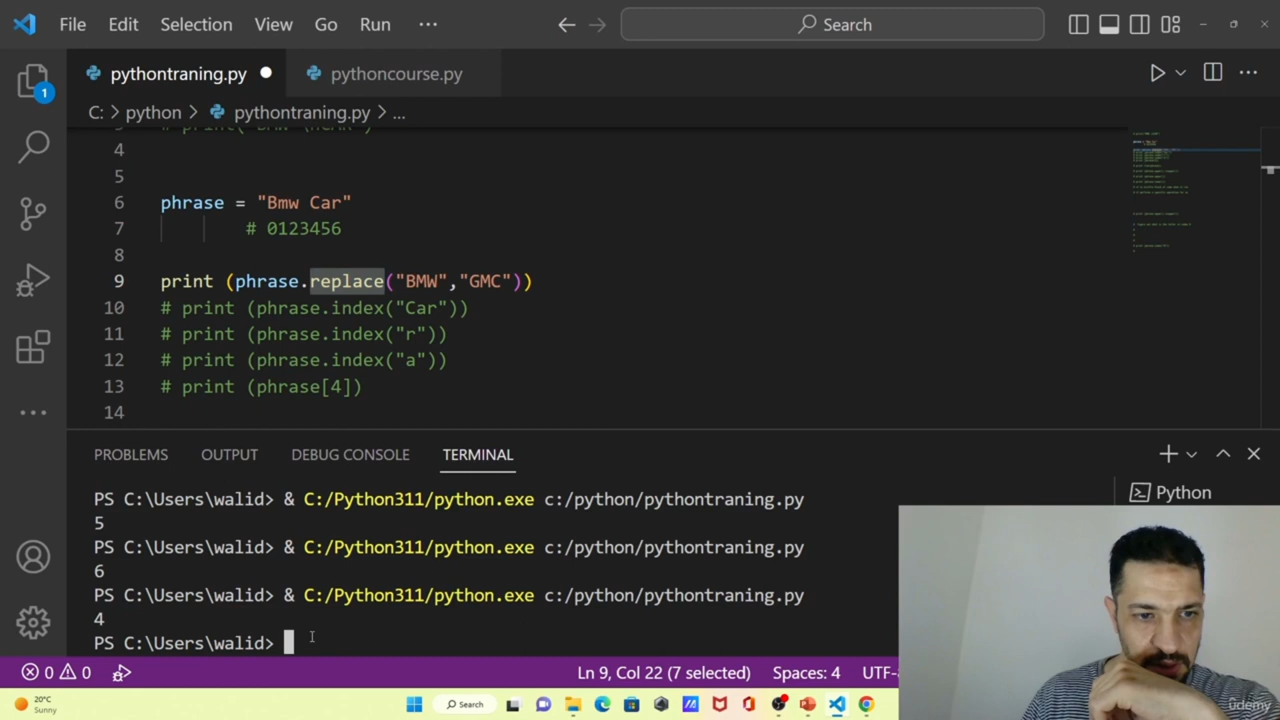 File Edit Selection View Go Run ··· Search
pythontraning.py pythoncourse.py
C: > python > pythontraning.py > ...
4
5
6 phrase = "Bmw Car"
7 # 0123456
8
9 print (phrase.replace("BMW","GMC"))
10 # print (phrase.index("Car"))
11 # print (phrase.index("r"))
12 # print (phrase.index("a"))
13 # print (phrase[4])
14
PROBLEMS OUTPUT DEBUG CONSOLE TERMINAL
Python
PS C:\Users\walid> & C:/Python311/python.exe c:/python/pythontraning.py
5
PS C:\Users\walid> & C:/Python311/python.exe c:/python/pythontraning.py
6
PS C:\Users\walid> & C:/Python311/python.exe c:/python/pythontraning.py
4
PS C:\Users\walid>
1
0 0 Ln 9, Col 22 (7 selected) Spaces: 4 UTF-
20°C
Sunny
Search
ûdemy